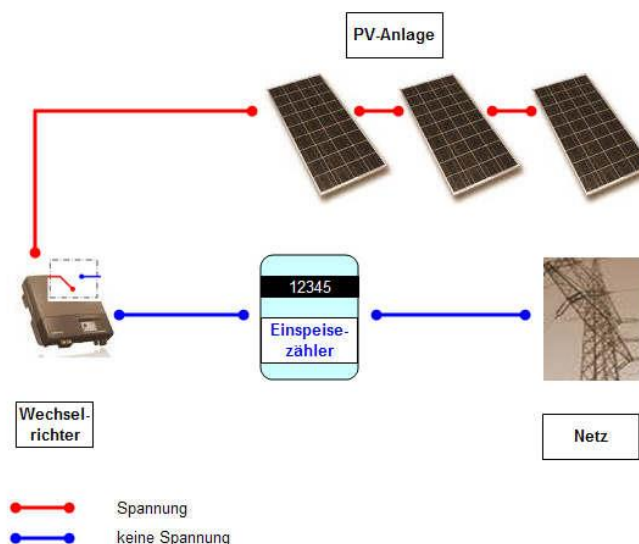 PV-Anlage
12345
Einspeise-
zähler
Wechsel-
richter
Netz
Spannung
keine Spannung